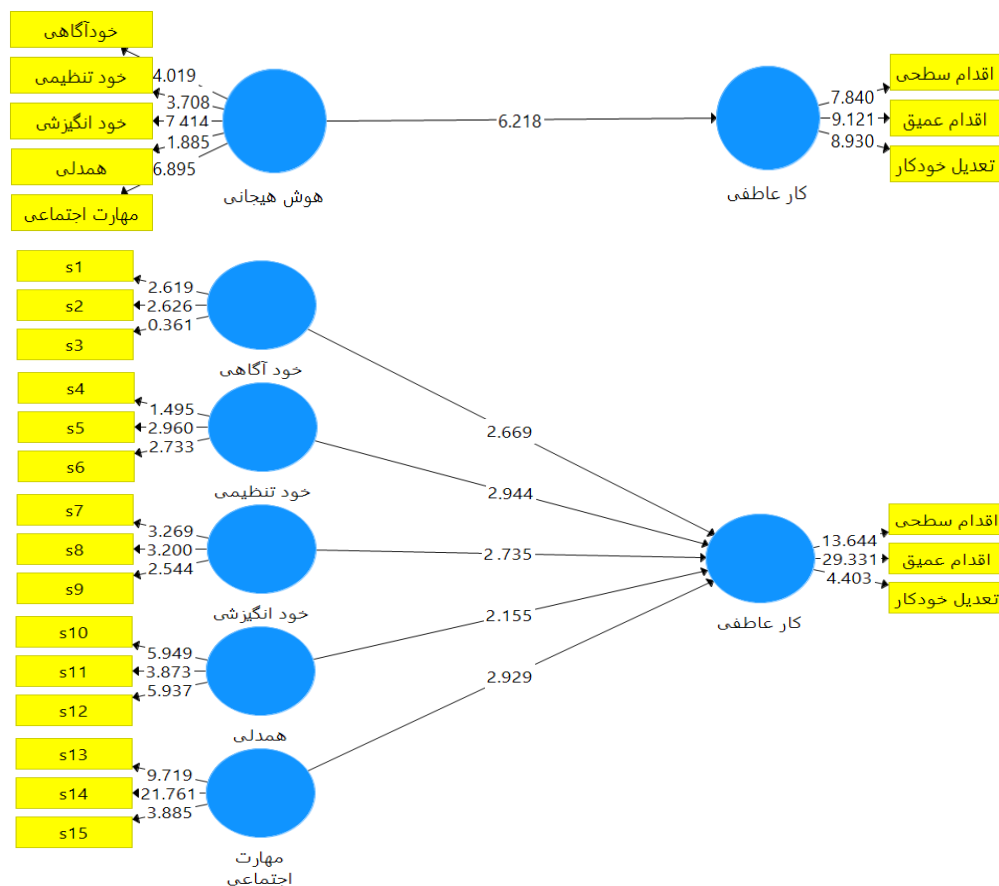 خودآگاهی
خود تنظیمی
خود انگیزشی
همدلی
مهارت اجتماعی
4.019
3.708
7.414
1.885
6.895
هوش هیجانی
6.218
کار عاطفی
7.840
9.121
8.930
اقدام سطحی
اقدام عمیق
تعدیل خودکار
s1
s2
s3
2.619
2.626
0.361
خود آگاهی
s4
s5
s6
1.495
2.960
2.733
خود تنظیمی
s7
s8
s9
3.269
3.200
2.544
خود انگیزشی
s10
s11
s12
5.949
3.873
5.937
همدلی
s13
s14
s15
9.719
21.761
3.885
مهارت
اجتماعی
2.669
2.944
2.735
2.155
2.929
کار عاطفی
13.644
29.331
4.403
اقدام سطحی
اقدام عمیق
تعدیل خودکار